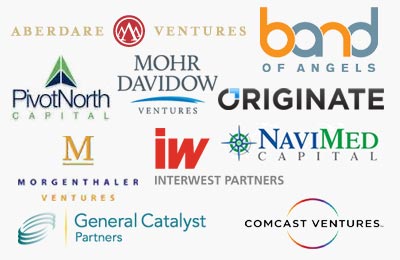 ABERDARE VENTURES
band
OF ANGELS
PivotNorth
CAPITAL
MOHR
DAVIDOW
VENTURES
ORIGINATE
M
MORGENTHALER
VENTURES
iw
INTERWEST PARTNERS
NAVIMED
CAPITAL
General Catalyst
Partners
COMCAST VENTURES